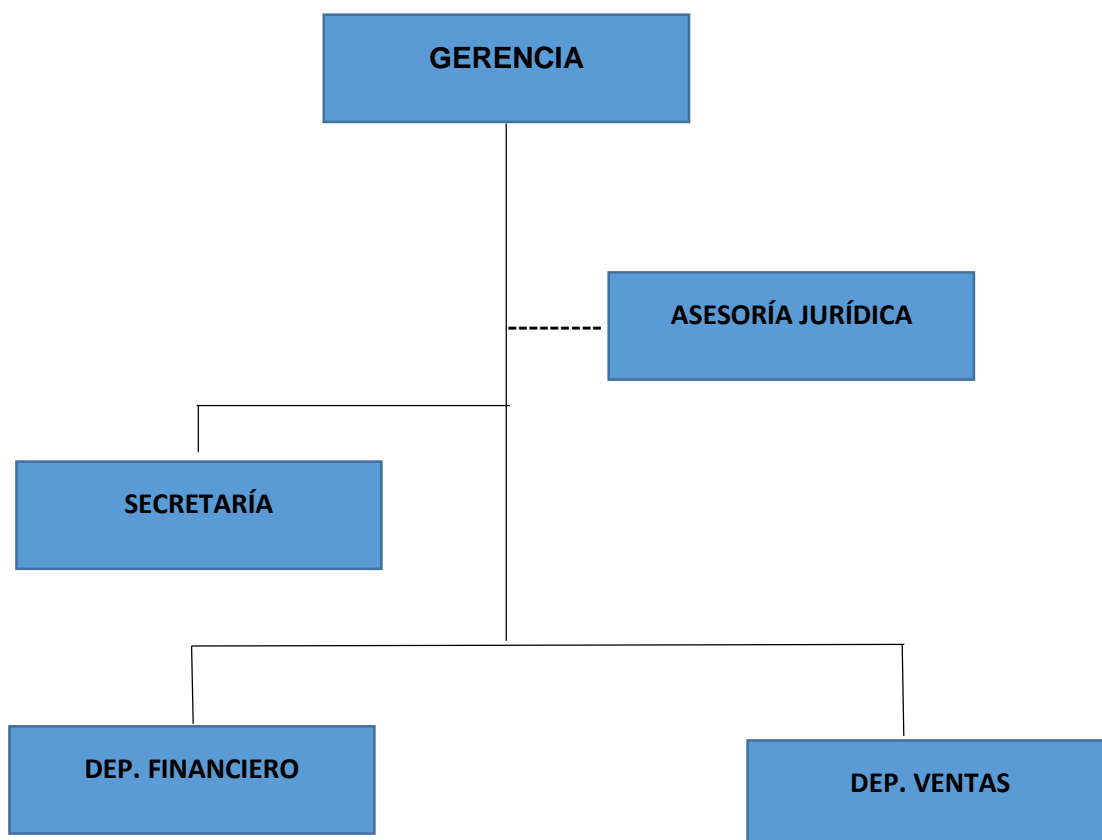 GERENCIA
ASESORÍA JURÍDICA
SECRETARÍA
DEP. FINANCIERO
DEP. VENTAS